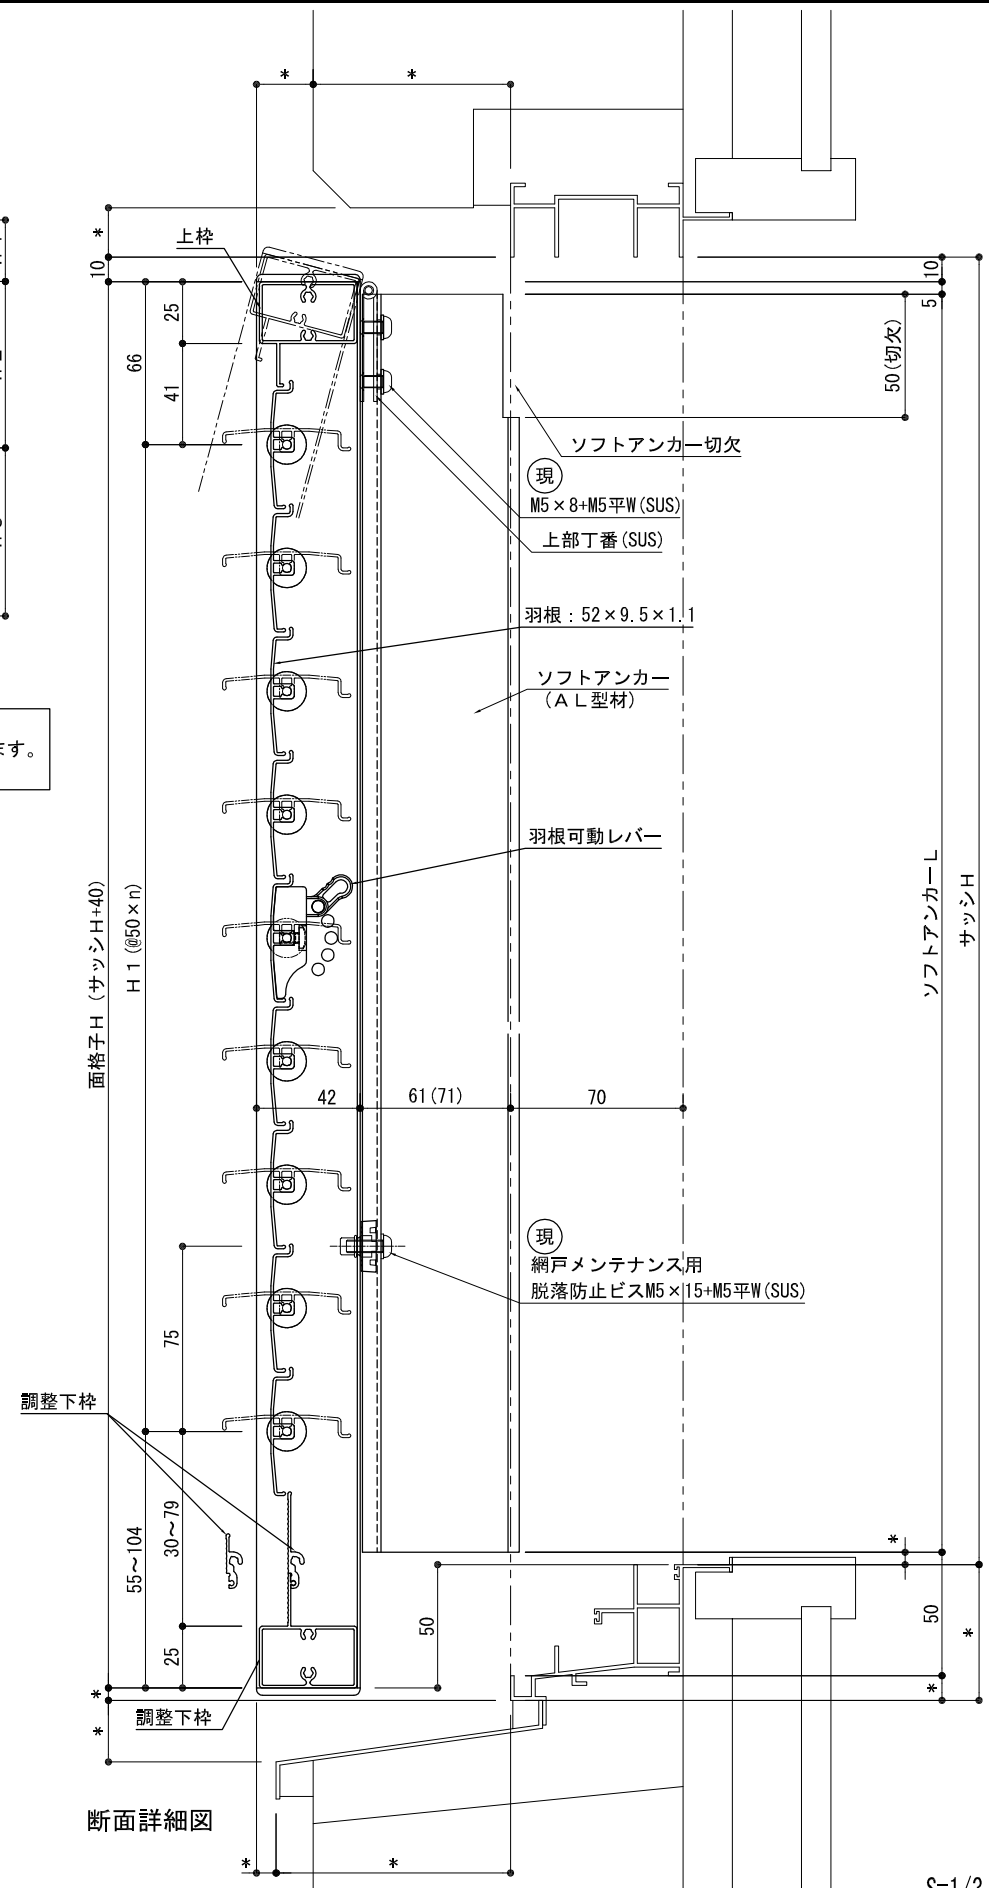 *
*
*
10
上枠
25
66
41
10
5
50(切欠)
ソフトアンカー切欠
現
M5×8+M5平W(SUS)
上部丁番(SUS)
羽根：52×9.5×1.1
ソフトアンカー
（ＡＬ型材）
ます。
羽根可動レバー
面格子Ｈ（サッシＨ+40）
Ｈ１(@50×n)
ソフトアンカーＬ
サッシＨ
42
61(71)
70
現
網戸メンテナンス用
脱落防止ビスM5×15+M5平W(SUS)
75
調整下枠
30～79
55～104
*
50
50
*
25
*
*
*
調整下枠
断面詳細図
*
*